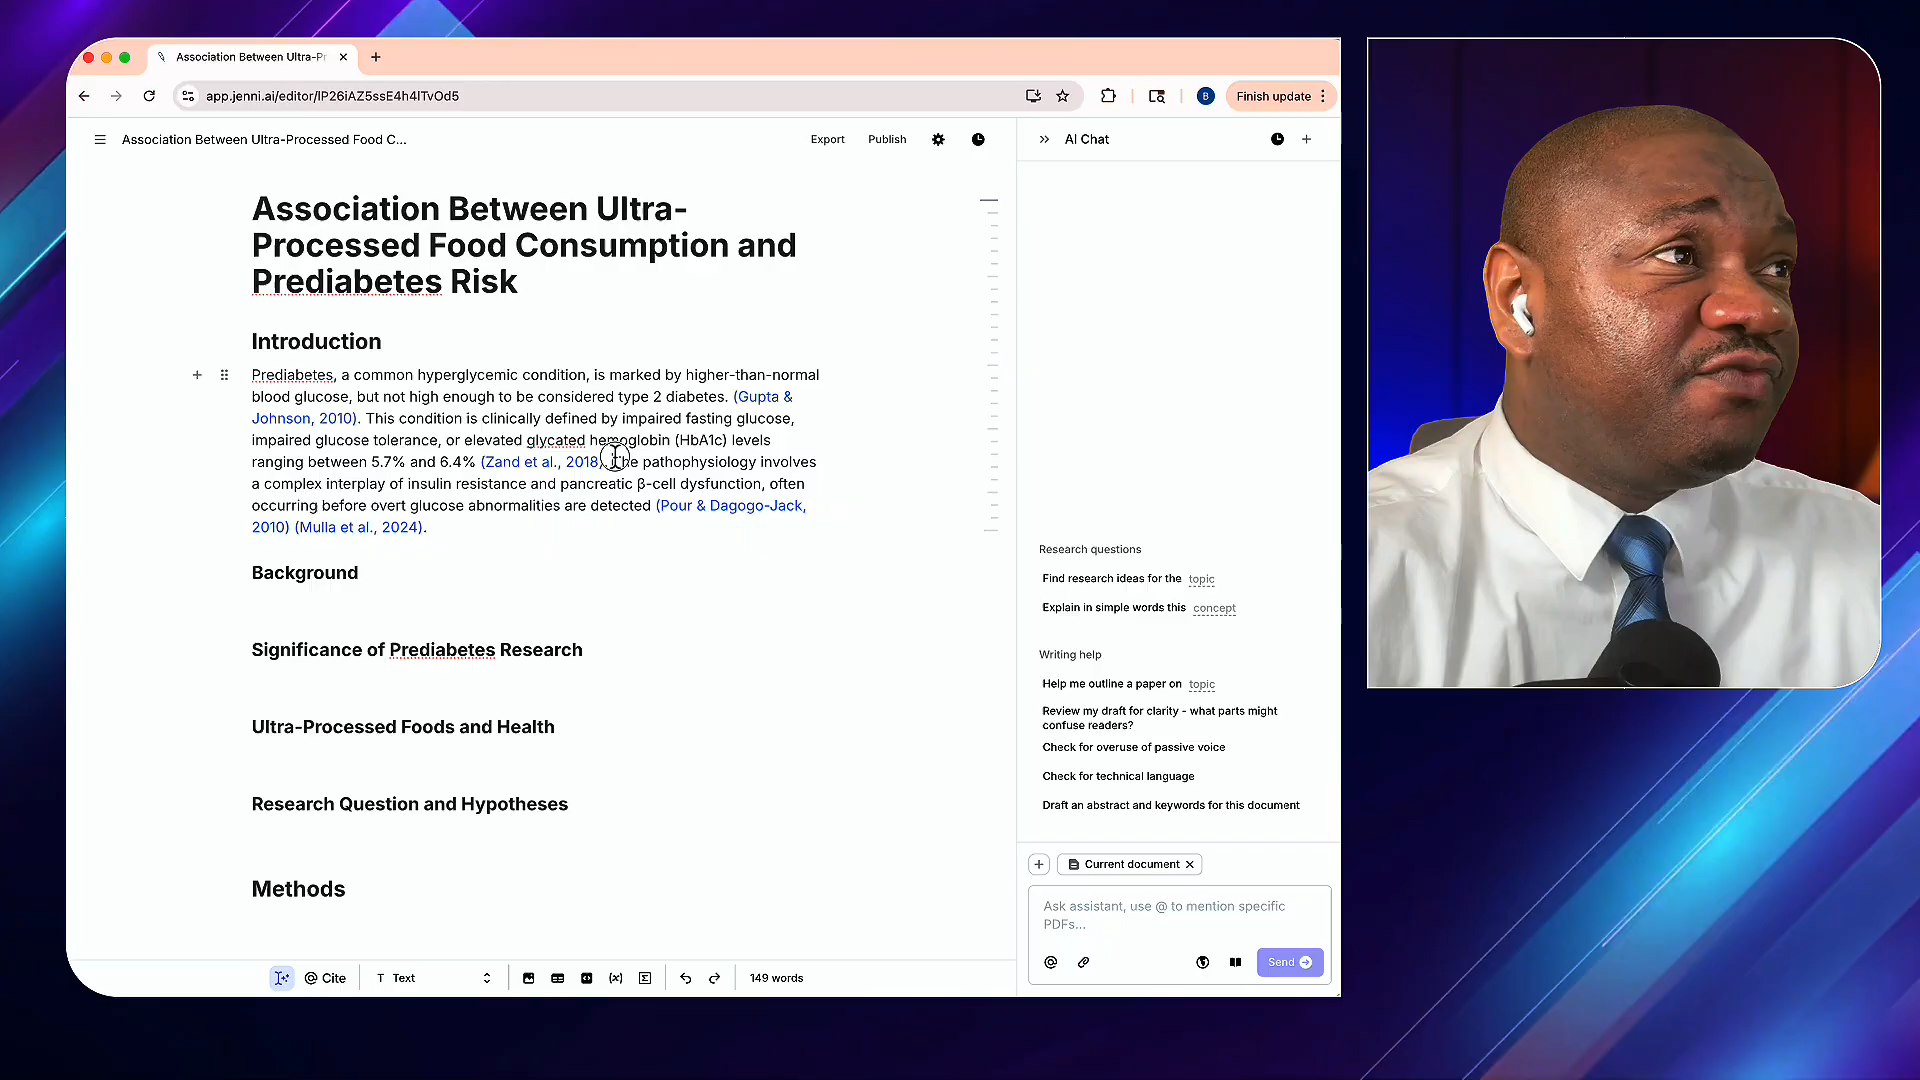 Association Between Ultra-Pr
app.jenni.ai/editor/IP26iAZ5ssE4h4ITvOd5
B
Finish update
Association Between Ultra-Processed Food C...
Export
Publish
AI Chat
Association Between Ultra-
Processed Food Consumption and
Prediabetes Risk
Introduction
Prediabetes, a common hyperglycemic condition, is marked by higher-than-normal
blood glucose, but not high enough to be considered type 2 diabetes. (Gupta &
Johnson, 2010). This condition is clinically defined by impaired fasting glucose,
impaired glucose tolerance, or elevated glycated hemoglobin (HbA1c) levels
ranging between 5.7% and 6.4% (Zand et al., 2018). The pathophysiology involves
a complex interplay of insulin resistance and pancreatic β-cell dysfunction, often
occurring before overt glucose abnormalities are detected (Pour & Dagogo-Jack,
2010) (Mulla et al., 2024).
Background
Significance of Prediabetes Research
Ultra-Processed Foods and Health
Research Question and Hypotheses
Methods
Research questions
Find research ideas for the topic
Explain in simple words this concept
Writing help
Help me outline a paper on topic
Review my draft for clarity - what parts might
confuse readers?
Check for overuse of passive voice
Check for technical language
Draft an abstract and keywords for this document
Current document
Ask assistant, use @ to mention specific
PDFs...
Send
Cite
T Text
149 words